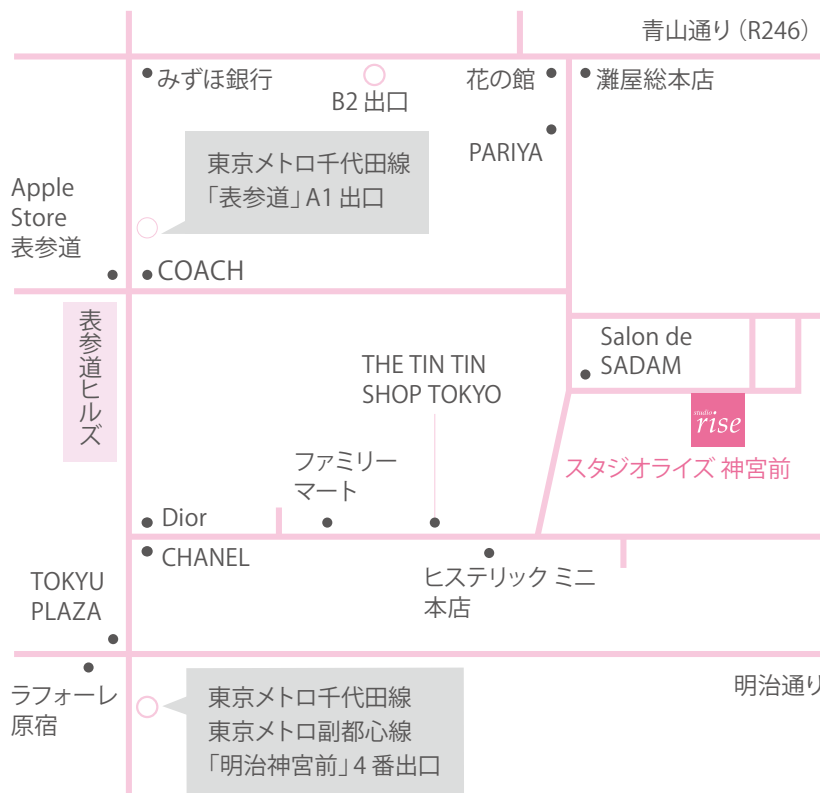 青山通り（R246）
みずほ銀行
B2 出口
花の館
灘屋総本店
PARIYA
東京メトロ千代田線
「表参道」A1 出口
Apple
Store
表参道
COACH
表参道ヒルズ
THE TIN TIN
SHOP TOKYO
Salon de
SADAM
studio
rise
スタジオライズ 神宮前
ファミリー
マート
Dior
CHANEL
ヒステリック ミニ
本店
TOKYU
PLAZA
明治通り
ラフォーレ
原宿
東京メトロ千代田線
東京メトロ副都心線
「明治神宮前」4 番出口